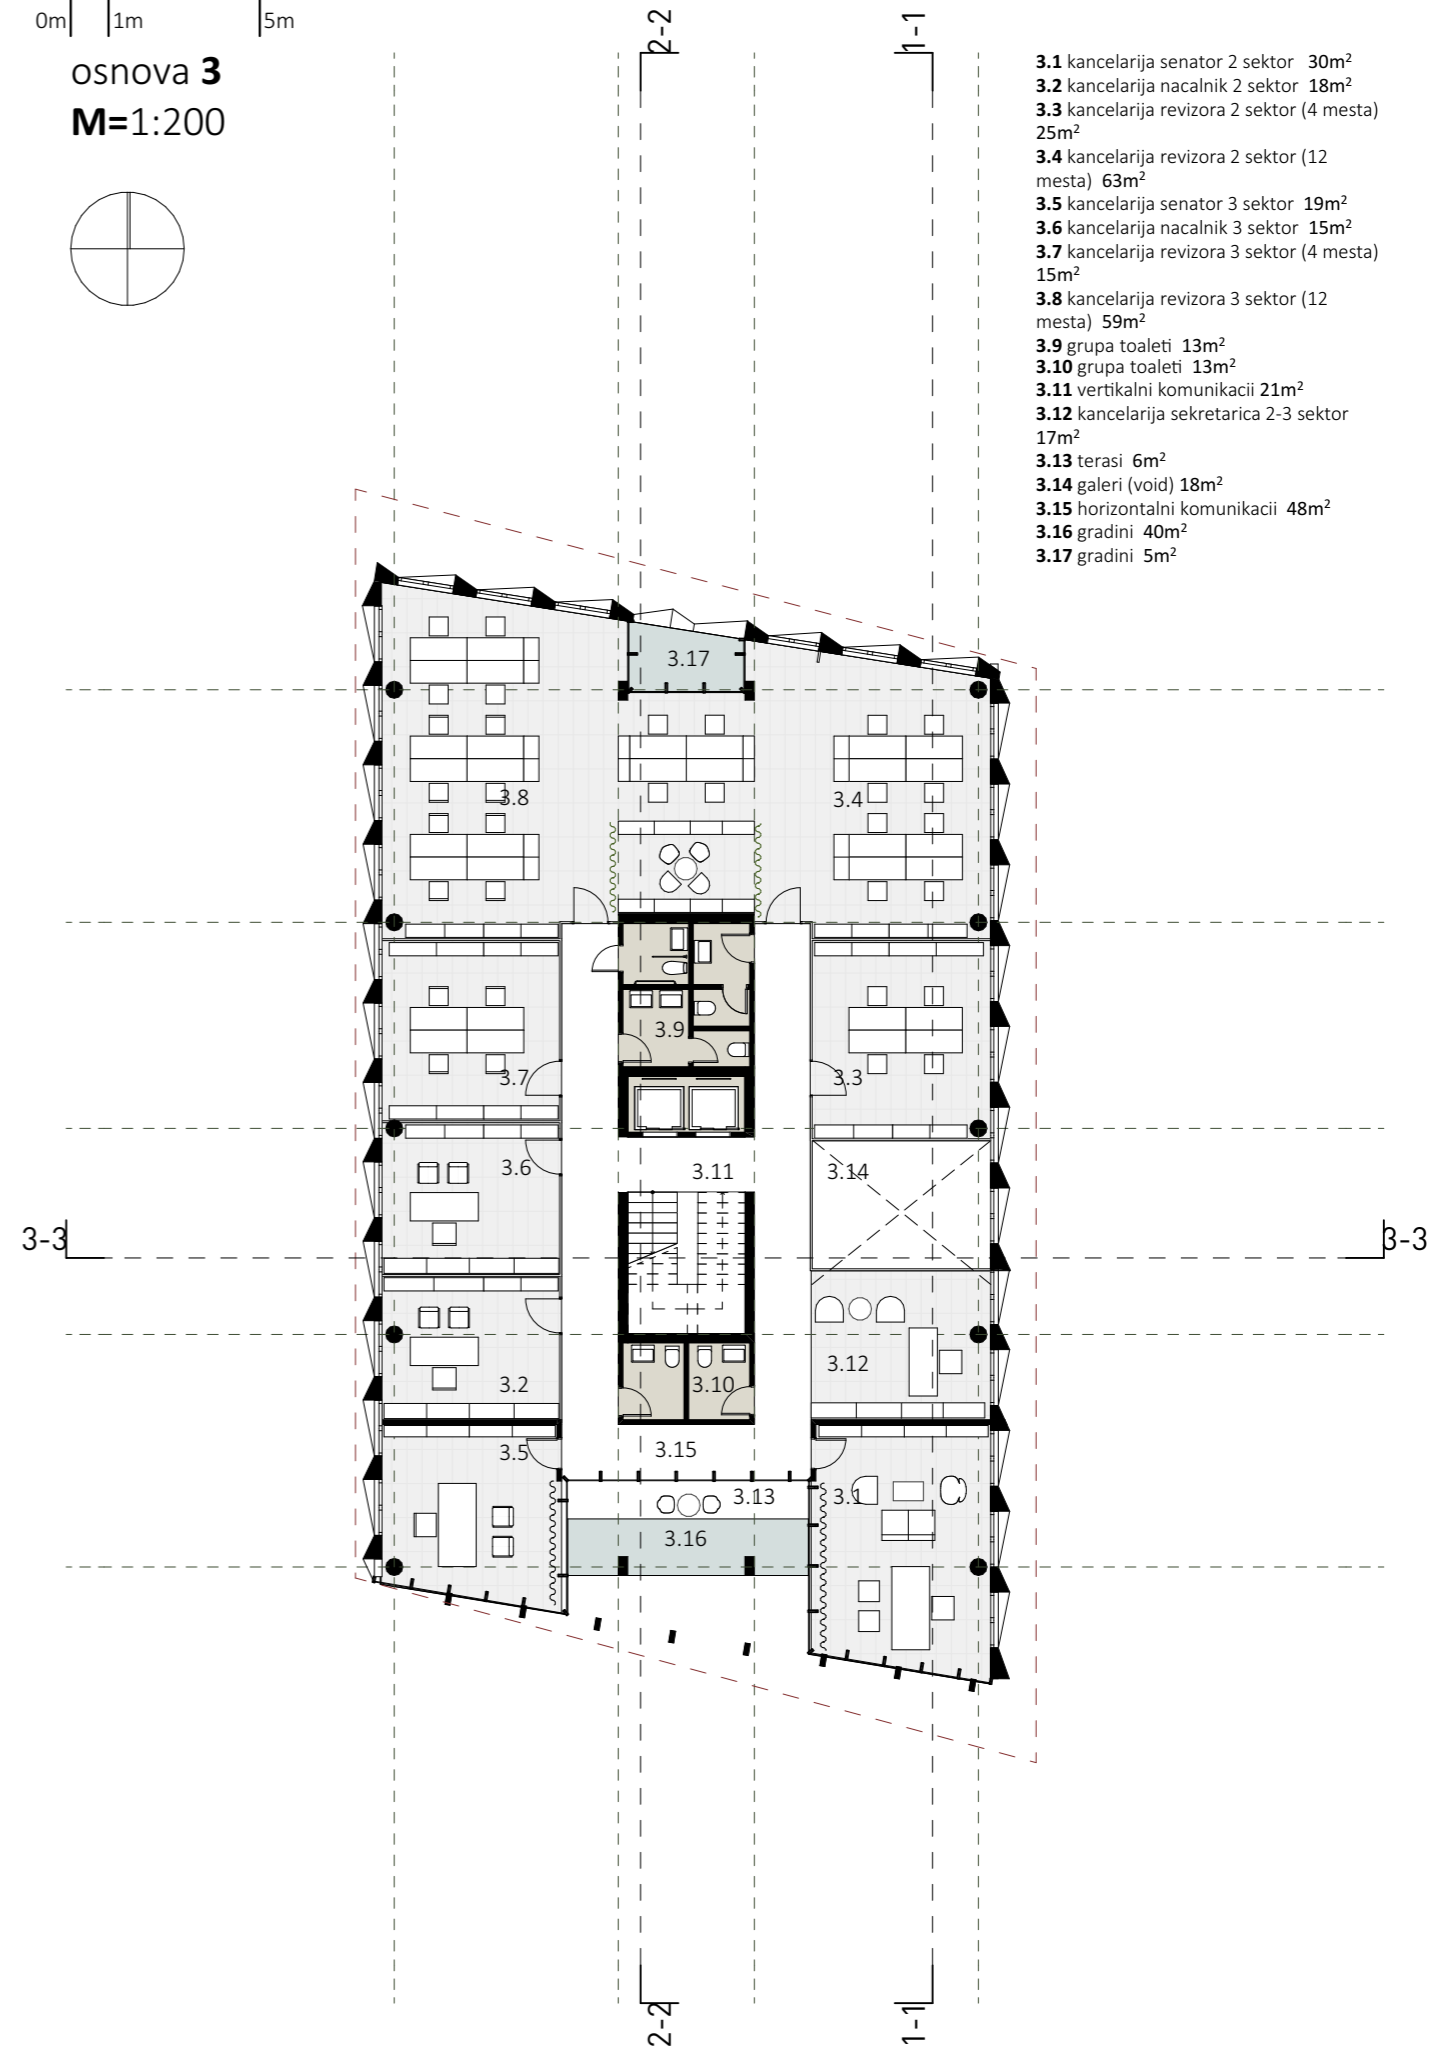 0m 1m 5m
osnova 3
M=1:200
2-2
1-1
3.1 kancelarija senator 2 sektor 30m²
3.2 kancelarija nacalnik 2 sektor 18m²
3.3 kancelarija revizora 2 sektor (4 mesta)
25m²
3.4 kancelarija revizora 2 sektor (12
mesta) 63m²
3.5 kancelarija senator 3 sektor 19m²
3.6 kancelarija nacalnik 3 sektor 15m²
3.7 kancelarija revizora 3 sektor (4 mesta)
15m²
3.8 kancelarija revizora 3 sektor (12
mesta) 59m²
3.9 grupa toaleti 13m²
3.10 grupa toaleti 13m²
3.11 vertikalni komunikacii 21m²
3.12 kancelarija sekretarica 2-3 sektor
17m²
3.13 terasi 6m²
3.14 galeri (void) 18m²
3.15 horizontalni komunikacii 48m²
3.16 gradini 40m²
3.17 gradini 5m²
3.17
3.8
3.4
3.9
3.7
3.3
3.6
3.11
3.14
3-3
3-3
3.12
3.2
3.10
3.5
3.15
3.13
3.1
3.16
2-2
1-1